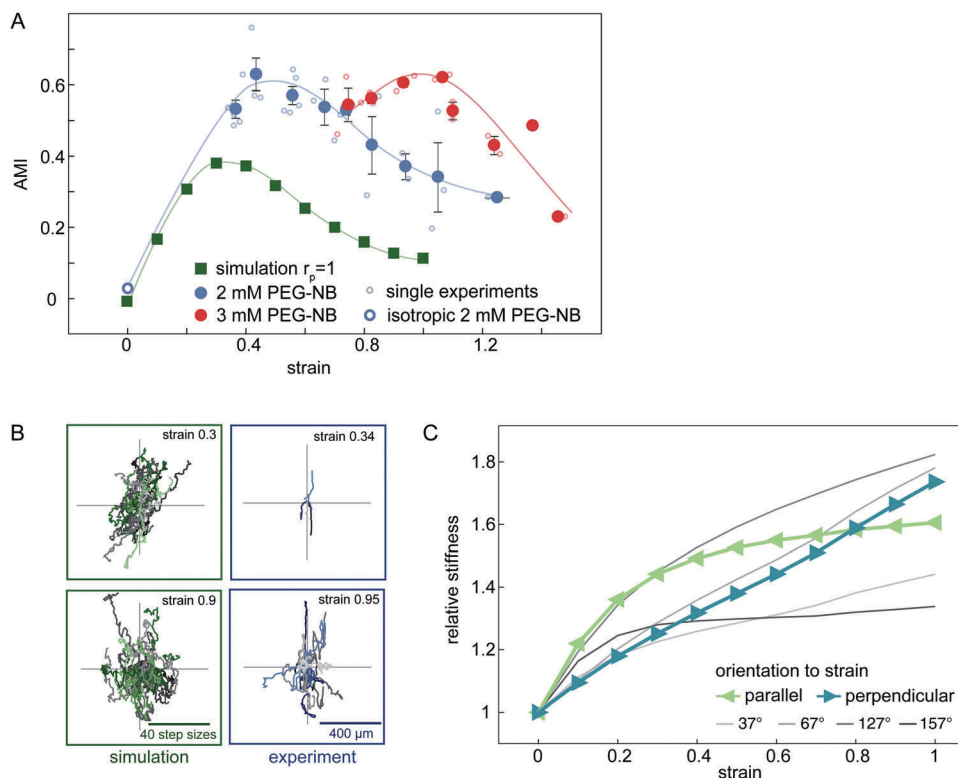 A
AMI
0.6
0.4
0.2
0
simulation r_p=1
2 mM PEG-NB
3 mM PEG-NB
single experiments
isotropic 2 mM PEG-NB
0 0.4 0.8 1.2
strain
B
strain 0.3
strain 0.34
strain 0.9
strain 0.95
40 step sizes
400 µm
simulation
experiment
C
relative stiffness
1.8
1.6
1.4
1.2
1
orientation to strain
parallel perpendicular
37° 67° 127° 157°
0 0.2 0.4 0.6 0.8 1
strain